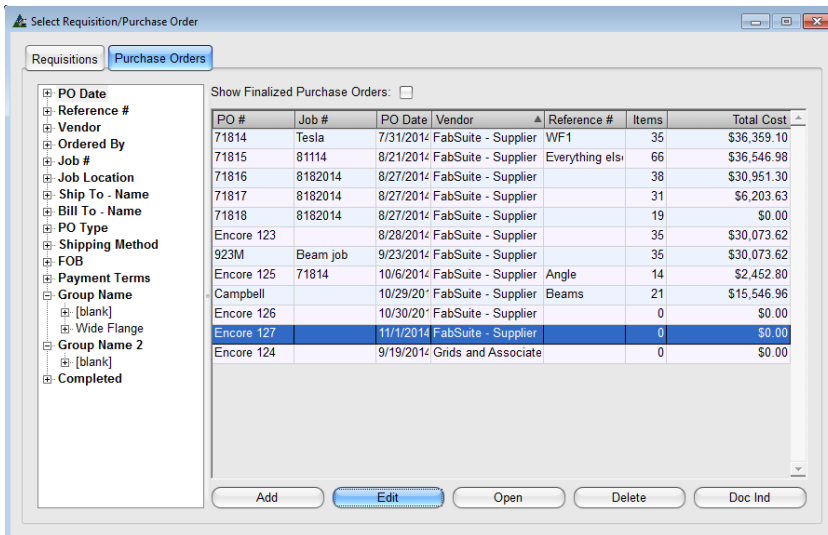 Select Requisition/Purchase Order
Requisitions Purchase Orders
Show Finalized Purchase Orders:
PO Date
Reference #
Vendor
Ordered By
Job #
Job Location
Ship To - Name
Bill To - Name
PO Type
Shipping Method
FOB
Payment Terms
Group Name
[blank]
Wide Flange
Group Name 2
[blank]
Completed
PO # Job # PO Date Vendor Reference # Items Total Cost
71814 Tesla 7/31/2014 FabSuite - Supplier WF1 35 $36,359.10
71815 81114 8/21/2014 FabSuite - Supplier Everything els 66 $36,546.98
71816 8182014 8/27/2014 FabSuite - Supplier 38 $30,951.30
71817 8182014 8/27/2014 FabSuite - Supplier 31 $6,203.63
71818 8182014 8/27/2014 FabSuite - Supplier 19 $0.00
Encore 123 8/28/2014 FabSuite - Supplier 35 $30,073.62
923M Beam job 9/23/2014 FabSuite - Supplier 35 $30,073.62
Encore 125 71814 10/6/2014 FabSuite - Supplier Angle 14 $2,452.80
Campbell 10/29/201 FabSuite - Supplier Beams 21 $15,546.96
Encore 126 10/30/201 FabSuite - Supplier 0 $0.00
Encore 127 11/1/2014 FabSuite - Supplier 0 $0.00
Encore 124 9/19/2014 Grids and Associate 0 $0.00
Add Edit Open Delete Doc Ind